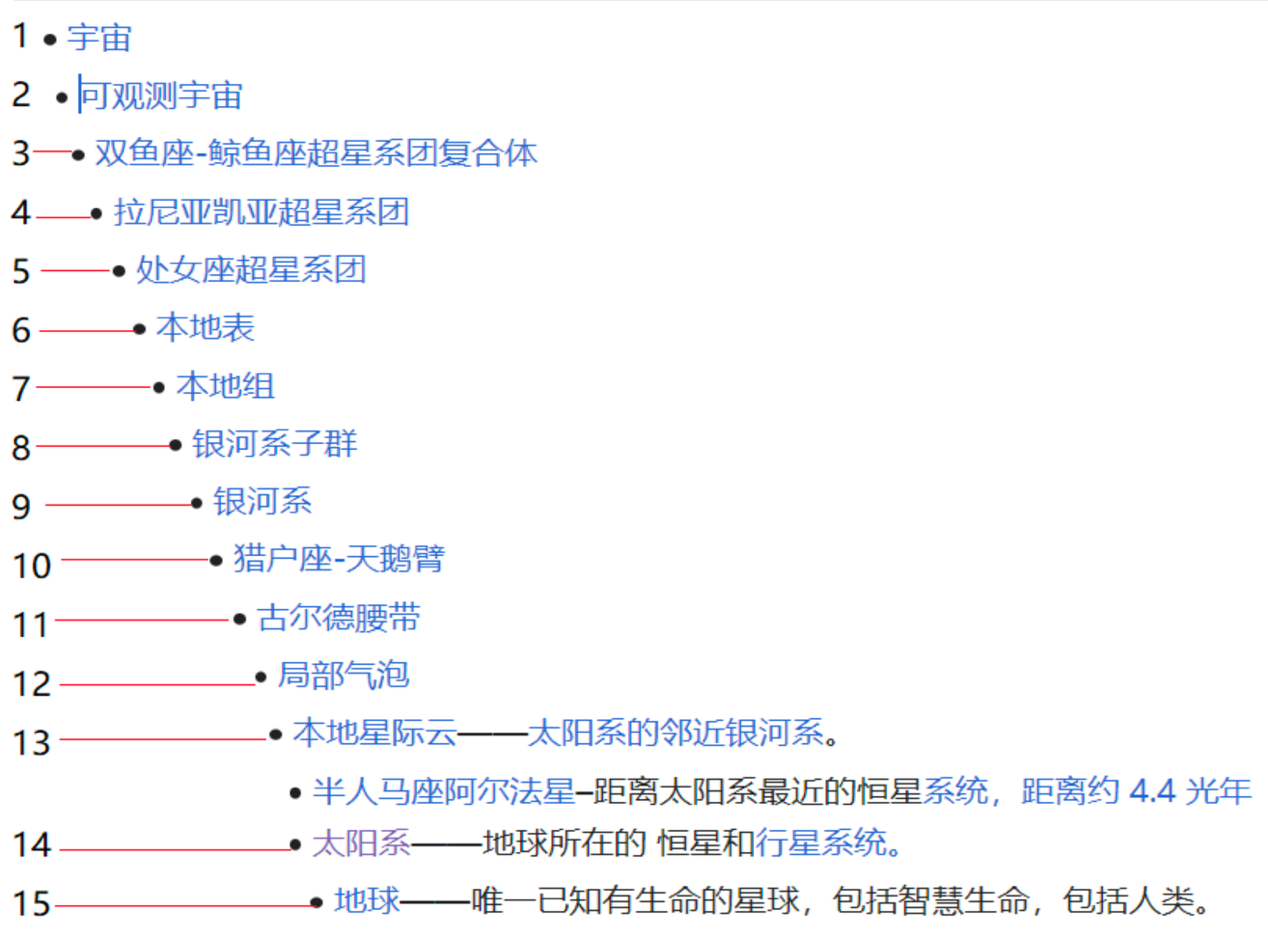 1 • 宇宙
2 • 可观测宇宙
3 • 双鱼座-鲸鱼座超星系团复合体
4 • 拉尼亚凯亚超星系团
5 • 处女座超星系团
6 • 本地表
7 • 本地组
8 • 银河系子群
9 • 银河系
10 • 猎户座-天鹅臂
11 • 古尔德腰带
12 • 局部气泡
13 • 本地星际云——太阳系的邻近银河系。
• 半人马座阿尔法星–距离太阳系最近的恒星系统，距离约 4.4 光年
14 • 太阳系——地球所在的 恒星和行星系统。
15 • 地球——唯一已知有生命的星球，包括智慧生命，包括人类。